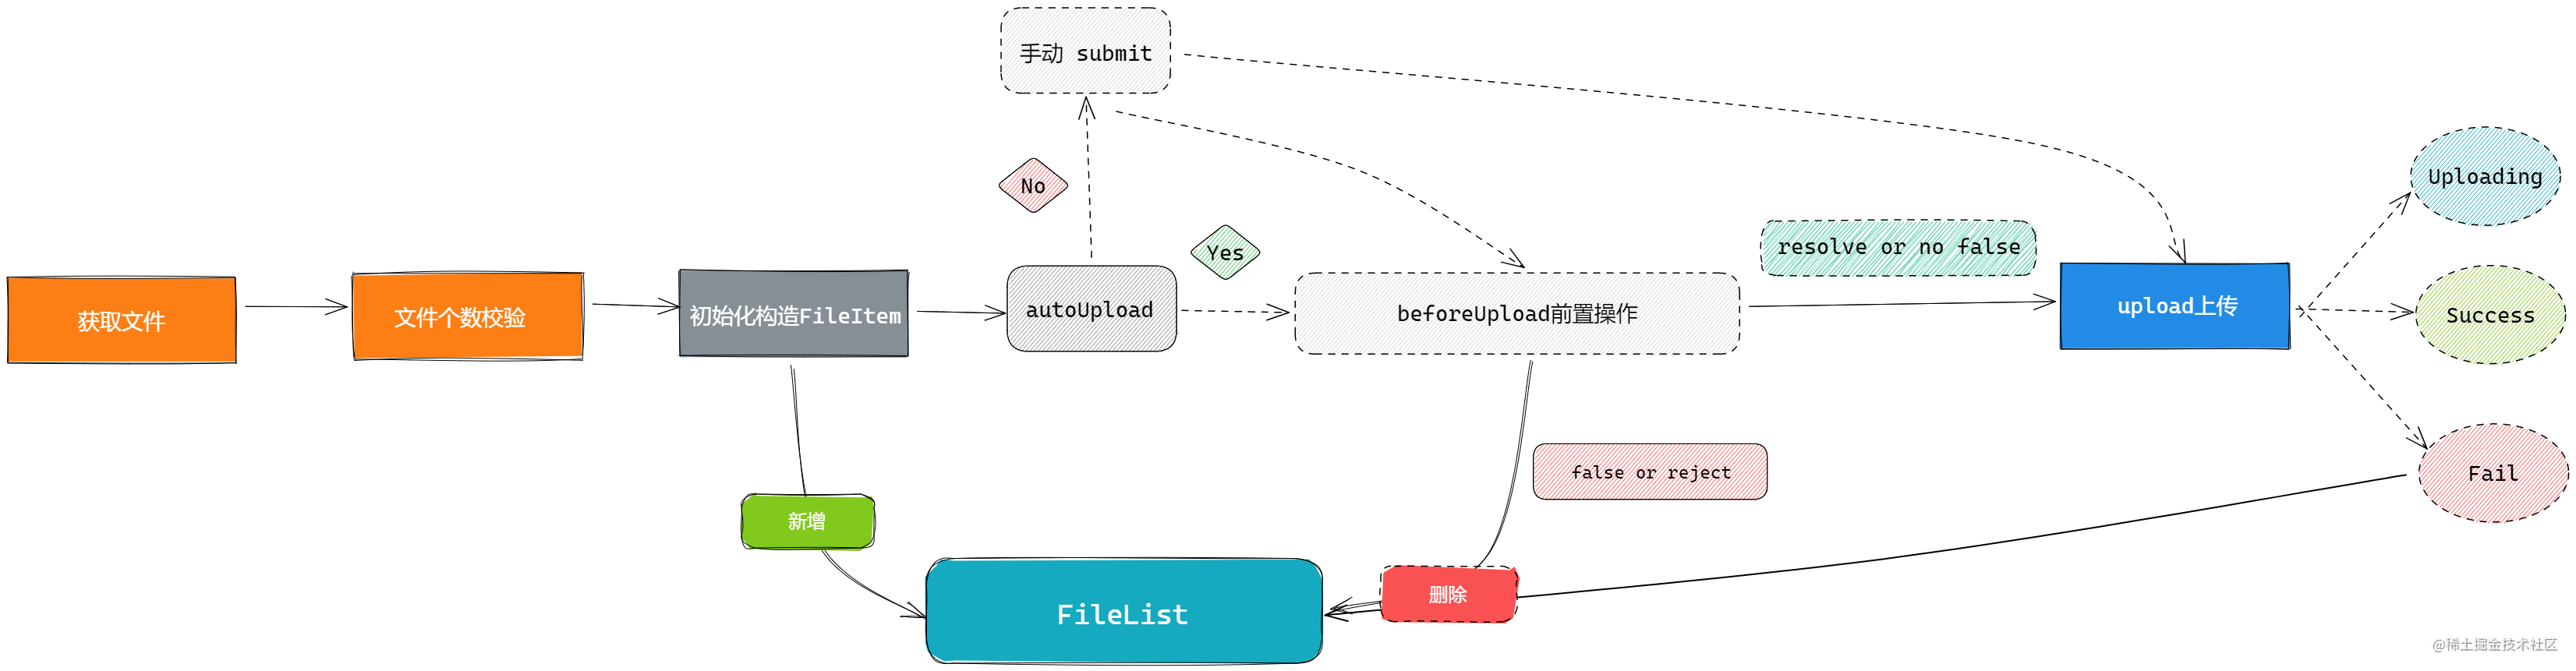 手动 submit
No
Yes
Uploading
resolve or no false
获取文件
文件个数校验
初始化构造FileItem
autoUpload
beforeUpload前置操作
upload上传
Success
false or reject
Fail
新增
删除
FileList
@稀土掘金技术社区